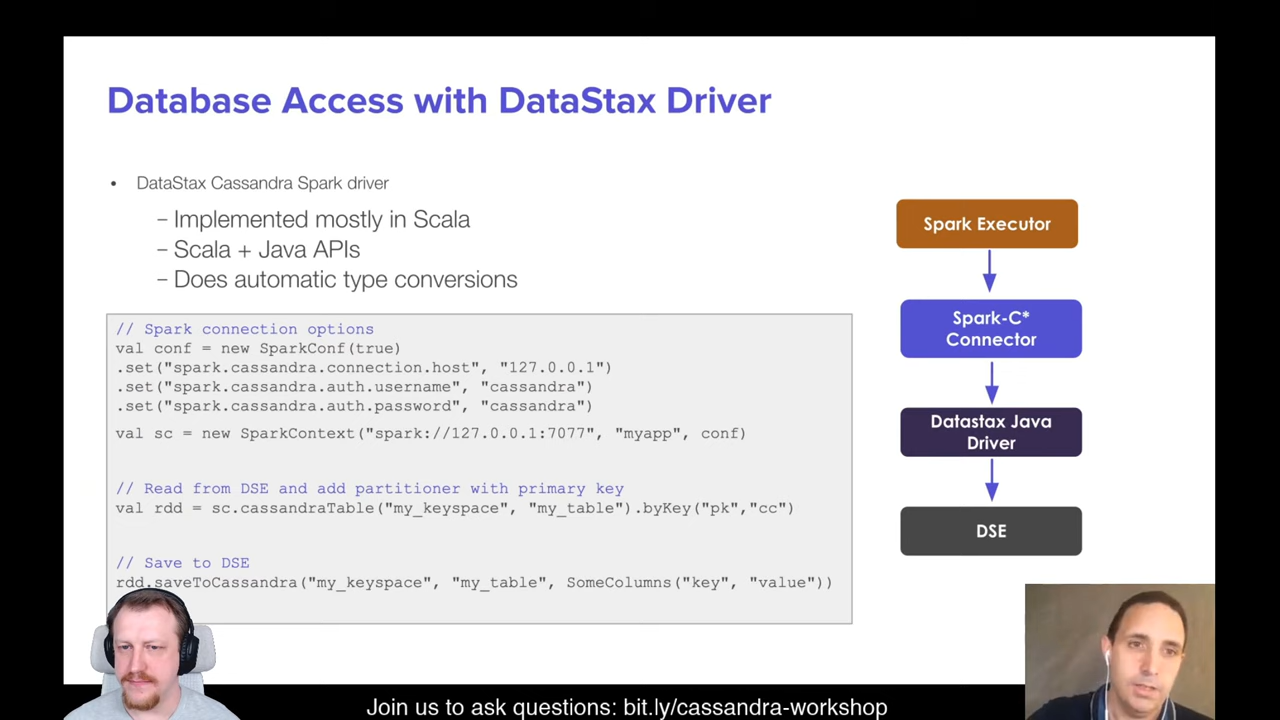 Database Access with DataStax Driver
• DataStax Cassandra Spark driver
– Implemented mostly in Scala
– Scala + Java APIs
– Does automatic type conversions
// Spark connection options
val conf = new SparkConf(true)
.set("spark.cassandra.connection.host", "127.0.0.1")
.set("spark.cassandra.auth.username", "cassandra")
.set("spark.cassandra.auth.password", "cassandra")
val sc = new SparkContext("spark://127.0.0.1:7077", "myapp", conf)
// Read from DSE and add partitioner with primary key
val rdd = sc.cassandraTable("my_keyspace", "my_table").byKey("pk","cc")
// Save to DSE
rdd.saveToCassandra("my_keyspace", "my_table", SomeColumns("key", "value"))
Spark Executor
Spark-C*
Connector
Datastax Java
Driver
DSE
Join us to ask questions: bit.ly/cassandra-workshop